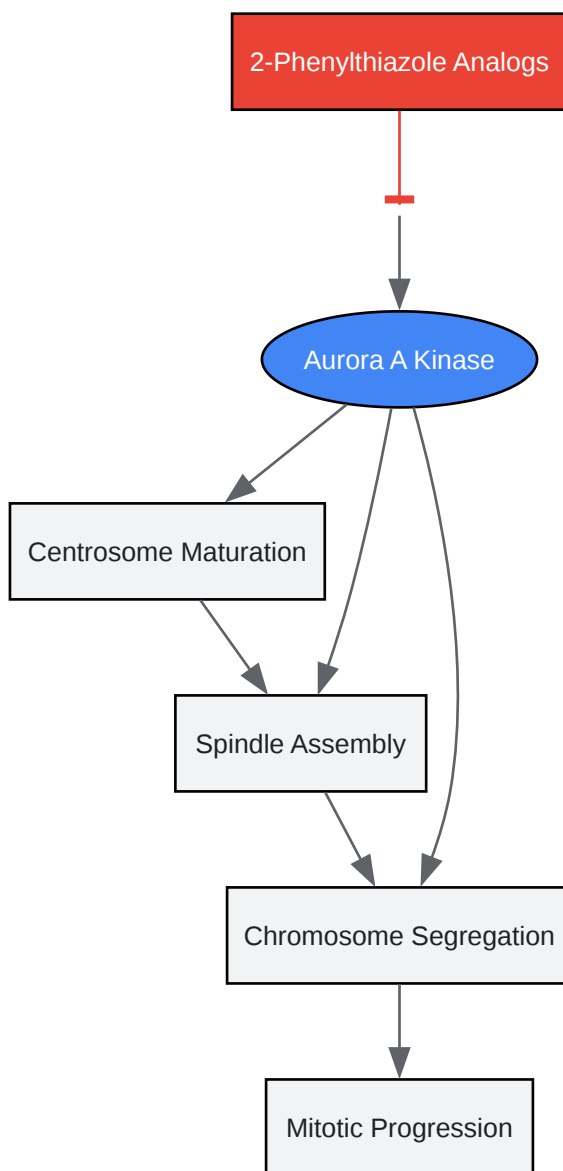 2-Phenylthiazole Analogs
Aurora A Kinase
Centrosome Maturation
Spindle Assembly
Chromosome Segregation
Mitotic Progression